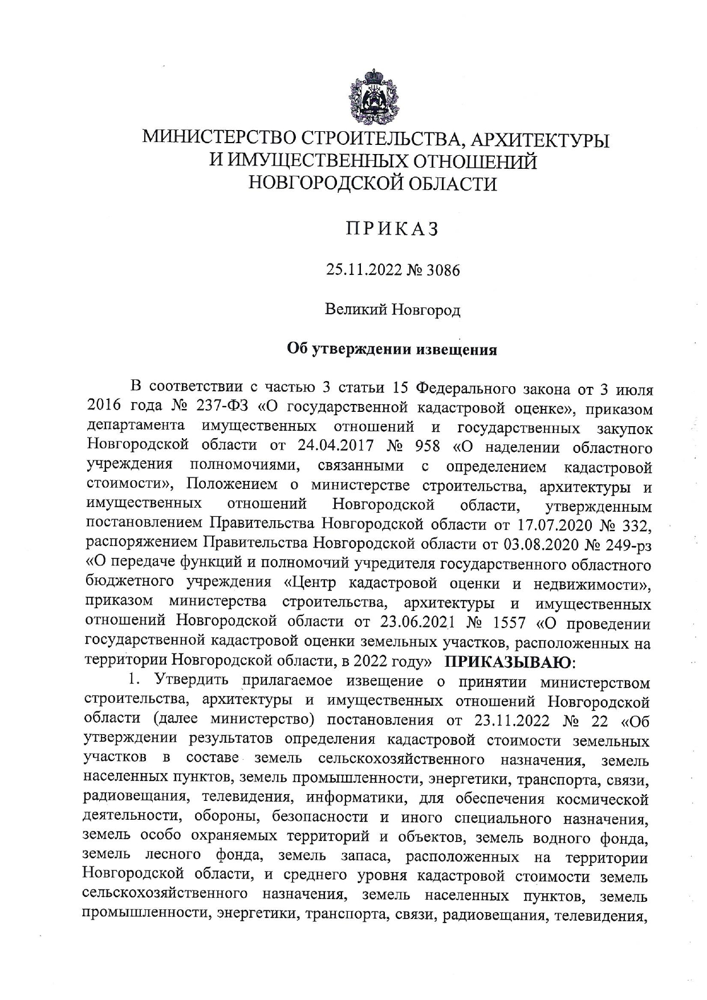 МИНИСТЕРСТВО СТРОИТЕЛЬСТВА, АРХИТЕКТУРЫ
И ИМУЩЕСТВЕННЫХ ОТНОШЕНИЙ
НОВГОРОДСКОЙ ОБЛАСТИ
ПРИКАЗ
25.11.2022 № 3086
Великий Новгород
Об утверждении извещения
В соответствии с частью 3 статьи 15 Федерального закона от 3 июля
2016 года № 237-ФЗ «О государственной кадастровой оценке», приказом
департамента имущественных отношений и государственных закупок
Новгородской области от 24.04.2017 № 958 «О наделении областного
учреждения полномочиями, связанными с определением кадастровой
стоимости», Положением о министерстве строительства, архитектуры и
имущественных отношений Новгородской области, утвержденным
постановлением Правительства Новгородской области от 17.07.2020 № 332,
распоряжением Правительства Новгородской области от 03.08.2020 № 249-рз
«О передаче функций и полномочий учредителя государственного областного
бюджетного учреждения «Центр кадастровой оценки и недвижимости»,
приказом министерства строительства, архитектуры и имущественных
отношений Новгородской области от 23.06.2021 № 1557 «О проведении
государственной кадастровой оценки земельных участков, расположенных на
территории Новгородской области, в 2022 году» ПРИКАЗЫВАЮ:
1. Утвердить прилагаемое извещение о принятии министерством
строительства, архитектуры и имущественных отношений Новгородской
области (далее министерство) постановления от 23.11.2022 № 22 «Об
утверждении результатов определения кадастровой стоимости земельных
участков в составе земель сельскохозяйственного назначения, земель
населенных пунктов, земель промышленности, энергетики, транспорта, связи,
радиовещания, телевидения, информатики, для обеспечения космической
деятельности, обороны, безопасности и иного специального назначения,
земель особо охраняемых территорий и объектов, земель водного фонда,
земель лесного фонда, земель запаса, расположенных на территории
Новгородской области, и среднего уровня кадастровой стоимости земель
сельскохозяйственного назначения, земель населенных пунктов, земель
промышленности, энергетики, транспорта, связи, радиовещания, телевидения,